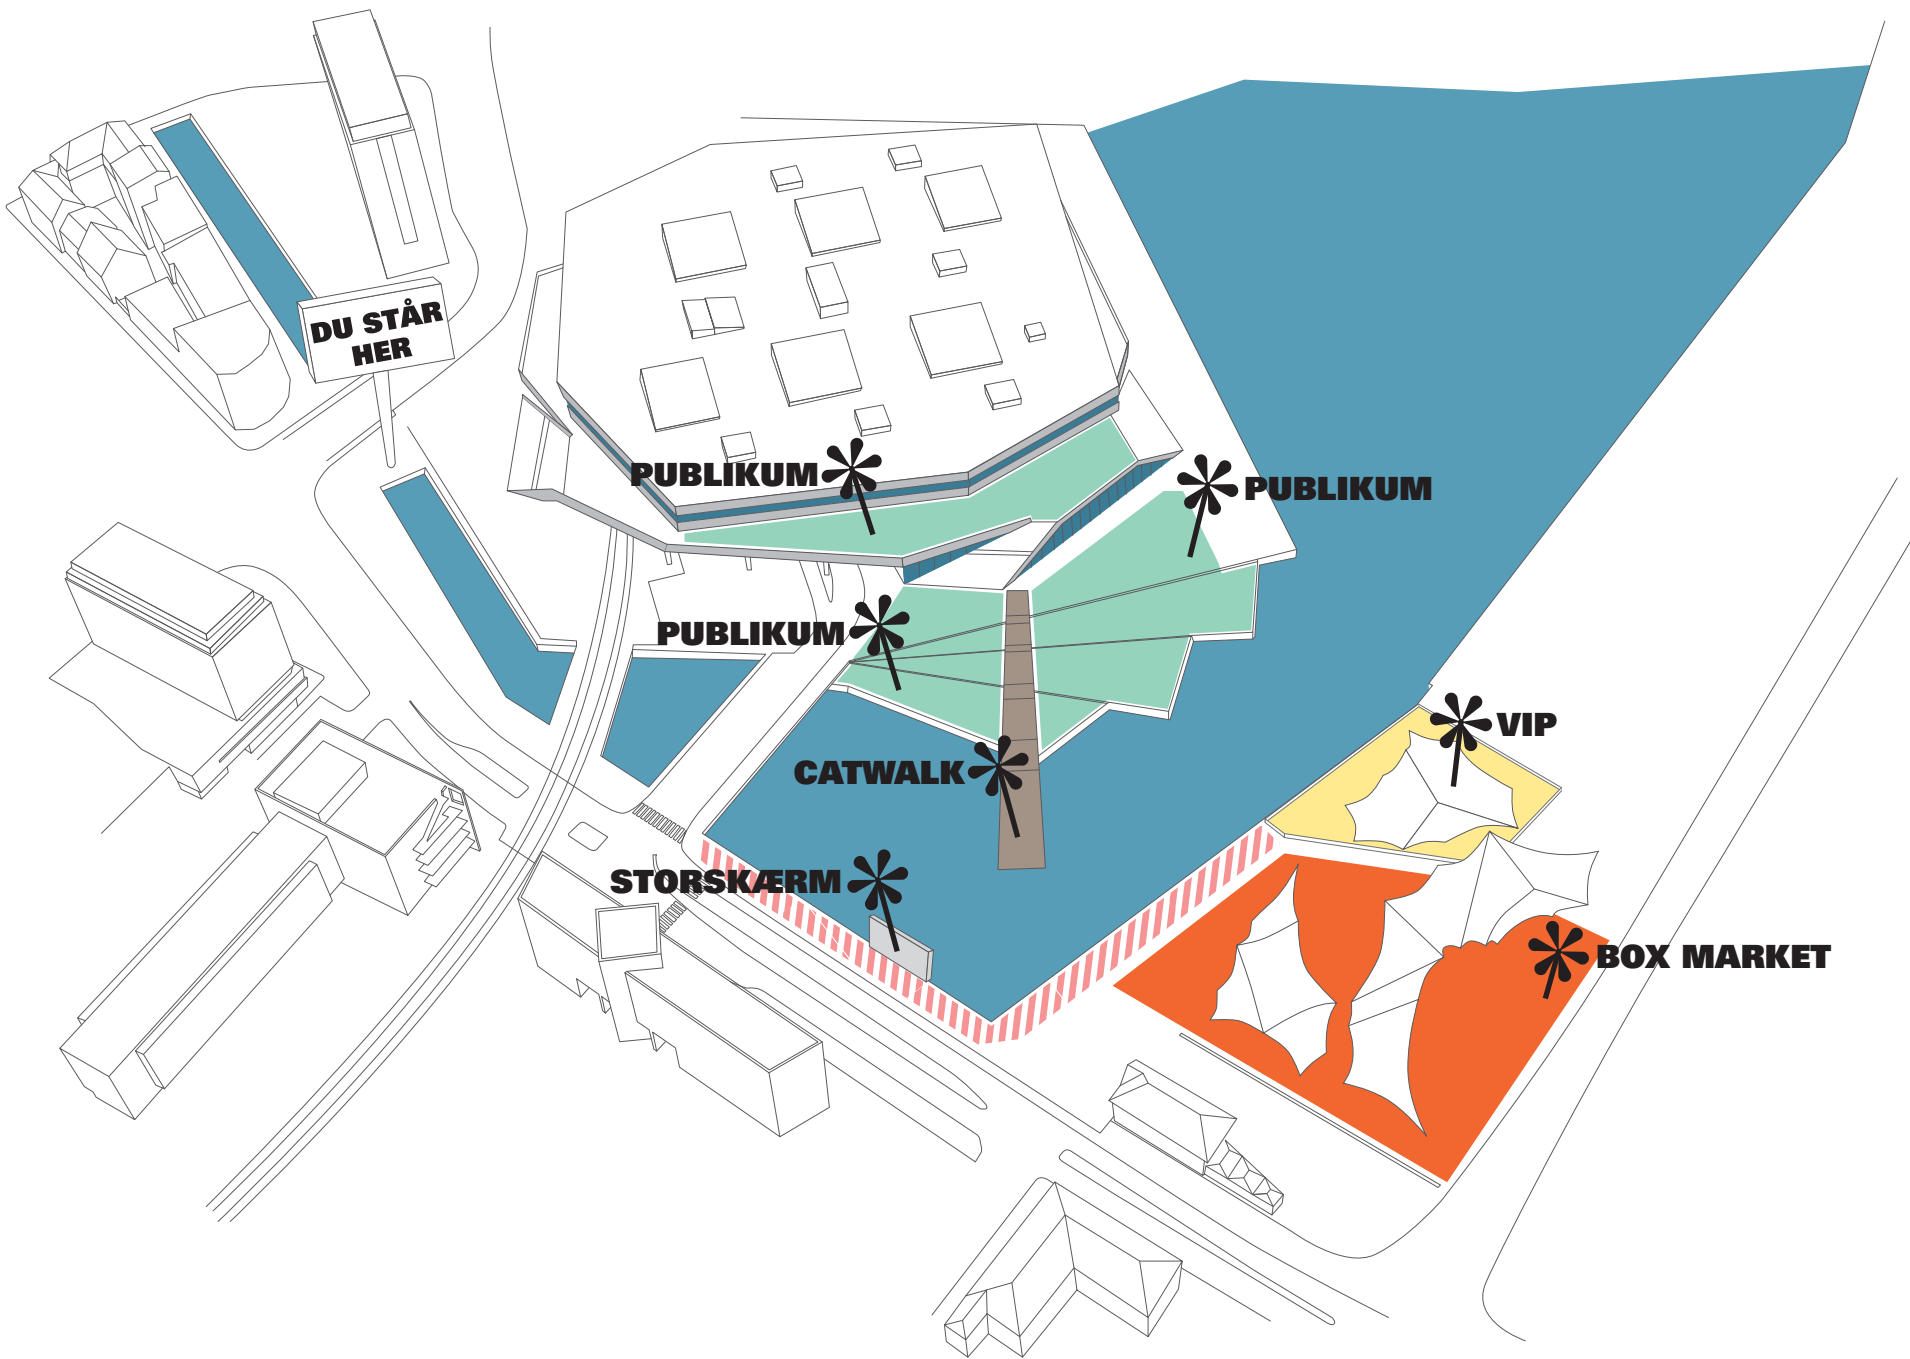 DU STÅR
HER
PUBLIKUM
PUBLIKUM
PUBLIKUM
VIP
CATWALK
STORSKÆRM
BOX MARKET